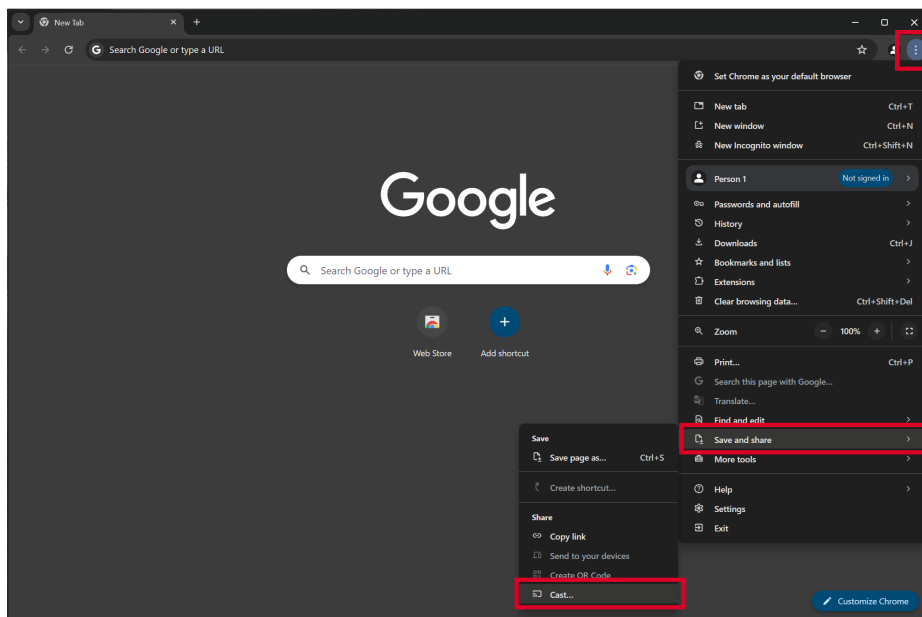 New Tab
Search Google or type a URL
Set Chrome as your default browser
New tab Ctrl+T
New window Ctrl+N
New Incognito window Ctrl+Shift+N
Person 1 Not signed in
Passwords and autofill
History
Downloads Ctrl+J
Bookmarks and lists
Extensions
Clear browsing data... Ctrl+Shift+Del
Zoom − 100% +
Print... Ctrl+P
Search this page with Google...
Translate...
Find and edit
Save and share
More tools
Help
Settings
Exit
Google
Search Google or type a URL
Web Store
Add shortcut
Save
Save page as... Ctrl+S
Create shortcut...
Share
Copy link
Send to your devices
Create QR Code
Cast...
Customize Chrome